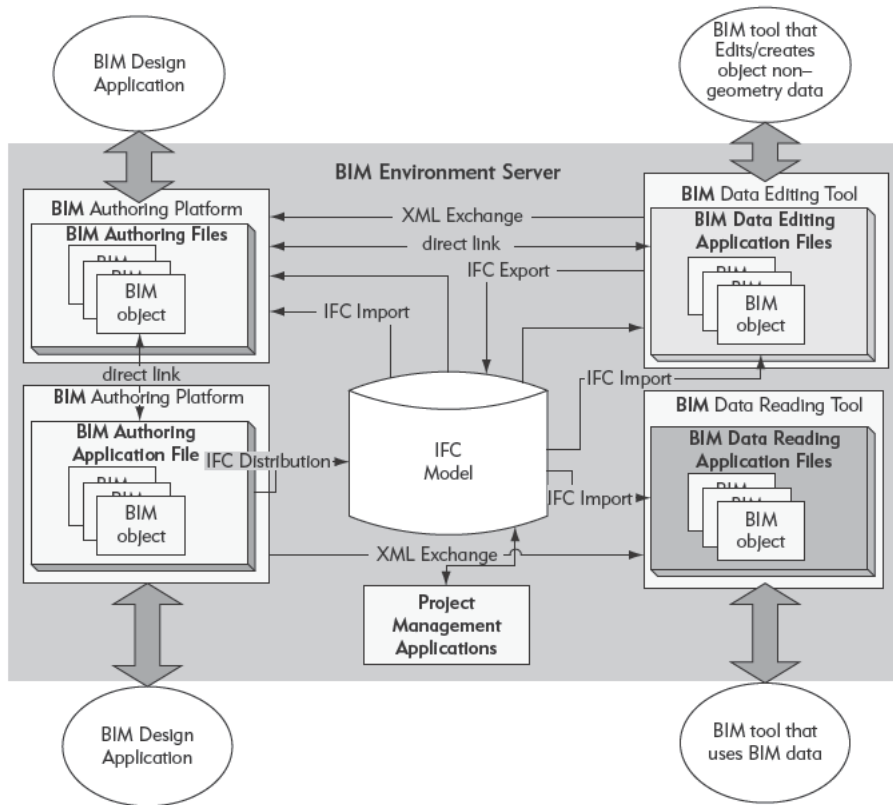 BIM Design
Application
BIM tool that
Edits/creates
object non–
geometry data
BIM Environment Server
BIM Authoring Platform
BIM Authoring Files
BIM
BIM
BIM
object
XML Exchange
direct link
IFC Export
IFC Import
BIM Data Editing Tool
BIM Data Editing
Application Files
BIM
object
direct link
BIM Authoring Platform
BIM Authoring
Application File
BIM
object
IFC Distribution
IFC
Model
IFC Import
IFC Import
BIM Data Reading Tool
BIM Data Reading
Application Files
BIM
object
XML Exchange
Project
Management
Applications
BIM Design
Application
BIM tool that
uses BIM data